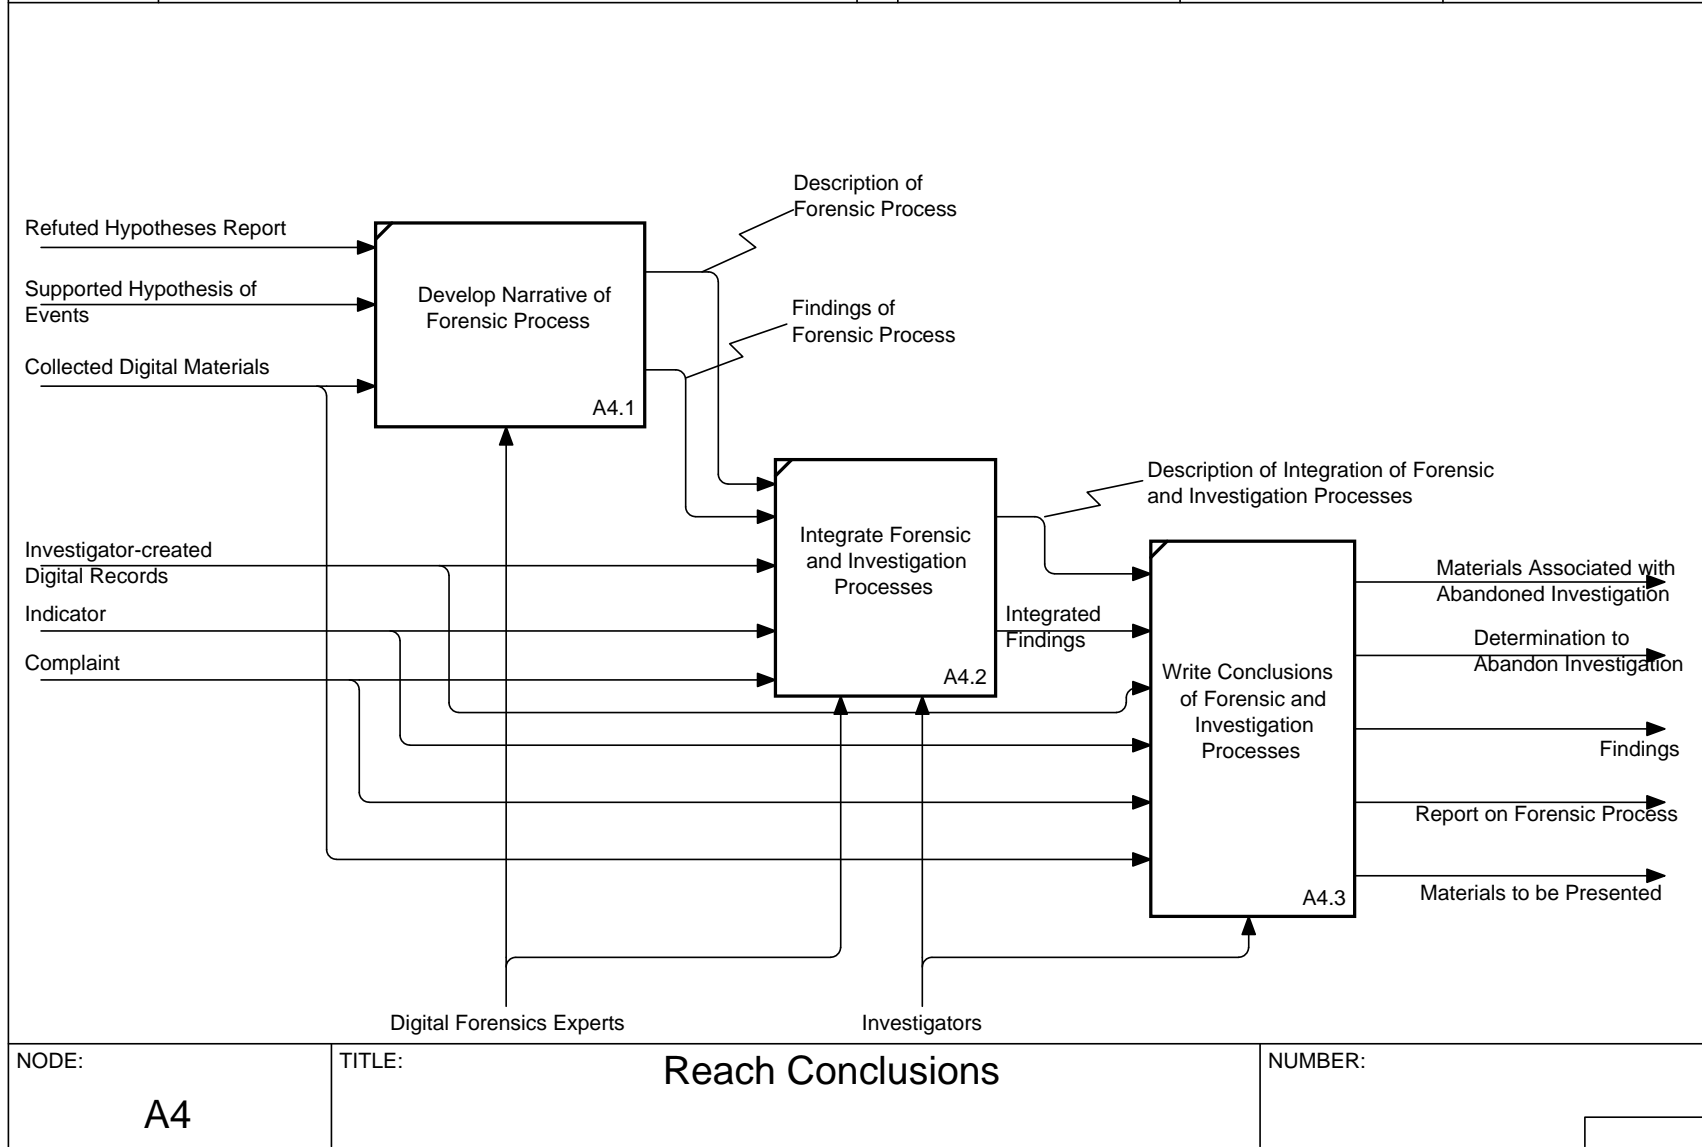 Description of
Forensic Process
Refuted Hypotheses Report
Supported Hypothesis of
Events
Develop Narrative of
Forensic Process
Findings of
Forensic Process
Collected Digital Materials
A4.1
Description of Integration of Forensic
and Investigation Processes
Investigator-created
Digital Records
Integrate Forensic
and Investigation
Processes
Materials Associated with
Abandoned Investigation
Indicator
Integrated
Findings
Determination to
Abandon Investigation
Complaint
A4.2
Write Conclusions
of Forensic and
Investigation
Processes
Findings
Report on Forensic Process
Materials to be Presented
A4.3
Digital Forensics Experts
Investigators
NODE:
A4
TITLE:
Reach Conclusions
NUMBER: